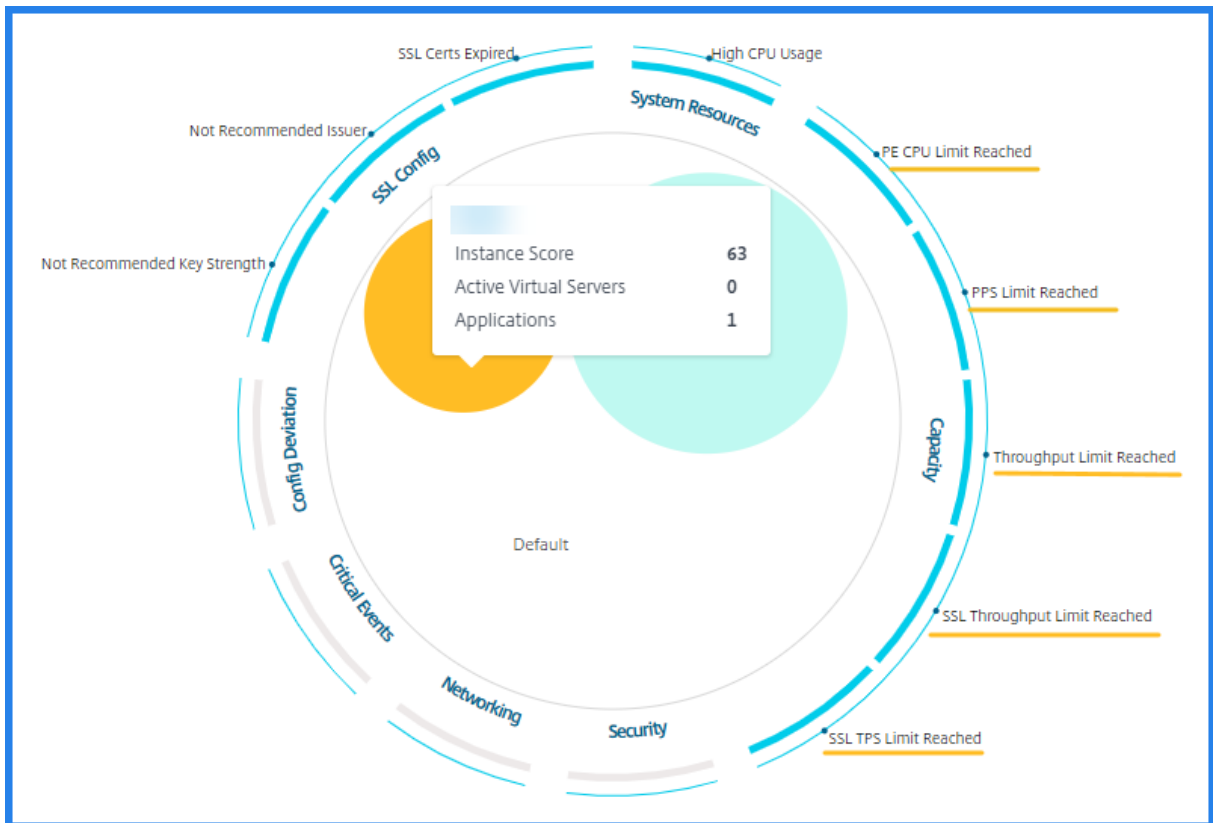 SSL Certs Expired
High CPU Usage
System Resources
Not Recommended Issuer
PE CPU Limit Reached
SSL Config
Instance Score 63
Not Recommended Key Strength
Active Virtual Servers 0
PPS Limit Reached
Applications 1
Config Deviation
Capacity
Throughput Limit Reached
Default
Critical Events
SSL Throughput Limit Reached
Networking
Security
SSL TPS Limit Reached